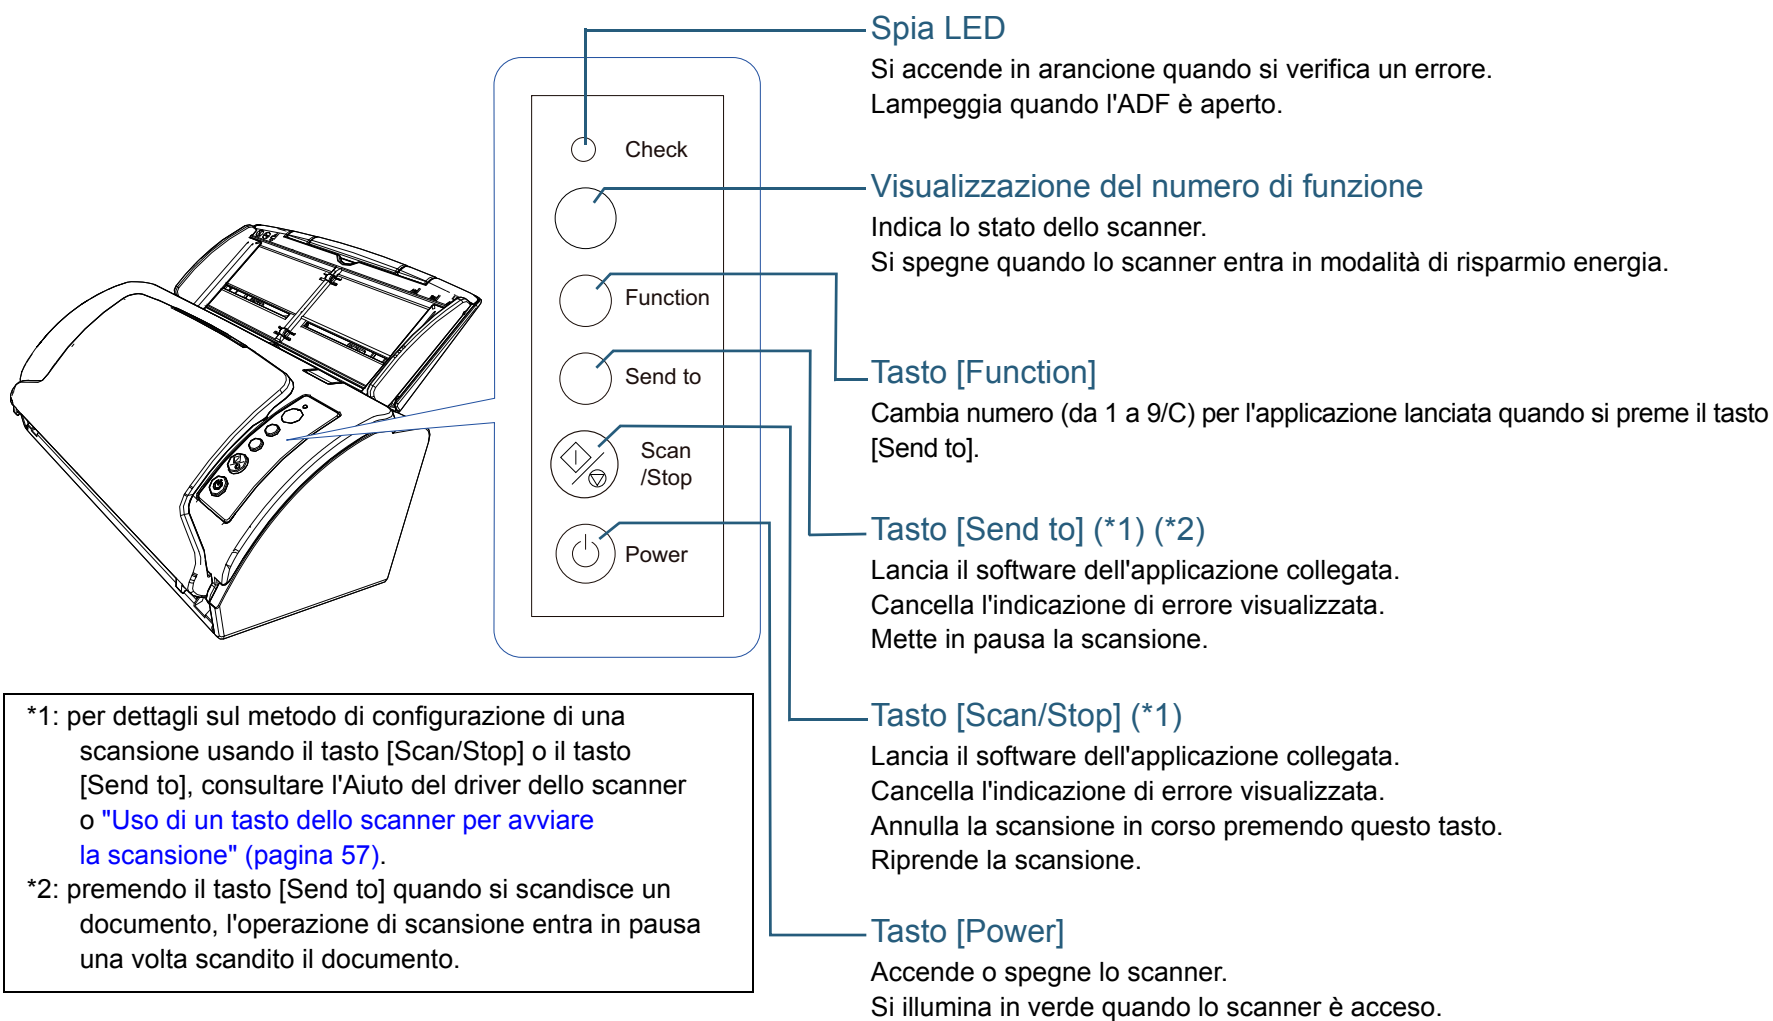 Spia LED
Si accende in arancione quando si verifica un errore.
Lampeggia quando l'ADF è aperto.
Check
Visualizzazione del numero di funzione
Indica lo stato dello scanner.
Si spegne quando lo scanner entra in modalità di risparmio energia.
Function
Tasto [Function]
Cambia numero (da 1 a 9/C) per l'applicazione lanciata quando si preme il tasto
[Send to].
Send to
Scan
/Stop
Tasto [Send to] (*1) (*2)
Lancia il software dell'applicazione collegata.
Cancella l'indicazione di errore visualizzata.
Mette in pausa la scansione.
Power
Tasto [Scan/Stop] (*1)
Lancia il software dell'applicazione collegata.
Cancella l'indicazione di errore visualizzata.
Annulla la scansione in corso premendo questo tasto.
Riprende la scansione.
Tasto [Power]
Accende o spegne lo scanner.
Si illumina in verde quando lo scanner è acceso.
*1: per dettagli sul metodo di configurazione di una
scansione usando il tasto [Scan/Stop] o il tasto
[Send to], consultare l'Aiuto del driver dello scanner
o "Uso di un tasto dello scanner per avviare
la scansione" (pagina 57).
*2: premendo il tasto [Send to] quando si scandisce un
documento, l'operazione di scansione entra in pausa
una volta scandito il documento.